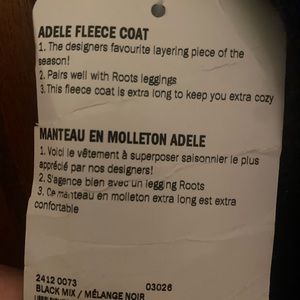 ADELE FLEECE COAT
1. The designers favourite layering piece of the
season!
2. Pairs well with Roots leggings
3. This fleece coat is extra long to keep you extra cozy
MANTEAU EN MOLLETON ADELE
1. Voici le vêtement à superposer saisonnier le plus
apprécié par nos designers!
2. S'agence bien avec un legging Roots
3. Ce manteau en molleton extra long est extra
confortable
2412 0073 03026
BLACK MIX / MÉLANGE NOIR